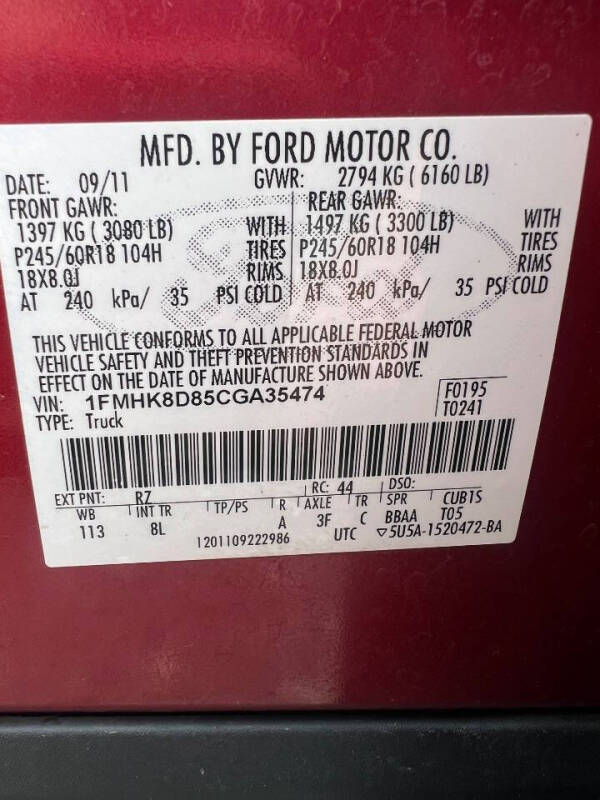 MFD. BY FORD MOTOR CO.
DATE: 09/11 GVWR: 2794 KG ( 6160 LB)
FRONT GAWR: REAR GAWR:
1397 KG ( 3080 LB) WITH 1497 KG ( 3300 LB) WITH
P245/60R18 104H TIRES P245/60R18 104H TIRES
18X8.0J RIMS 18X8.0J RIMS
AT 240 kPa/ 35 PSI COLD AT 240 kPa/ 35 PSI COLD
Ford
THIS VEHICLE CONFORMS TO ALL APPLICABLE FEDERAL MOTOR
VEHICLE SAFETY AND THEFT PREVENTION STANDARDS IN
EFFECT ON THE DATE OF MANUFACTURE SHOWN ABOVE.
VIN: 1FMHK8D85CGA35474 F0195
TYPE: Truck T0241
EXT PNT: RZ RC: 44 DSO:
WB INT TR TP/PS R AXLE TR SPR CUB1S
113 8L A 3F C BBAA T05
1201109222986 UTC ▽5U5A-1520472-BA